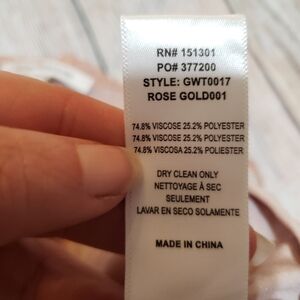 RN# 151301
PO# 377200
STYLE: GWT0017
ROSE GOLD001
74.8% VISCOSE 25.2% POLYESTER
74.8% VISCOSE 25.2% POLYESTER
74.8% VISCOSA 25.2% POLIESTER
DRY CLEAN ONLY
NETTOYAGE À SEC
SEULEMENT
LAVAR EN SECO SOLAMENTE
MADE IN CHINA